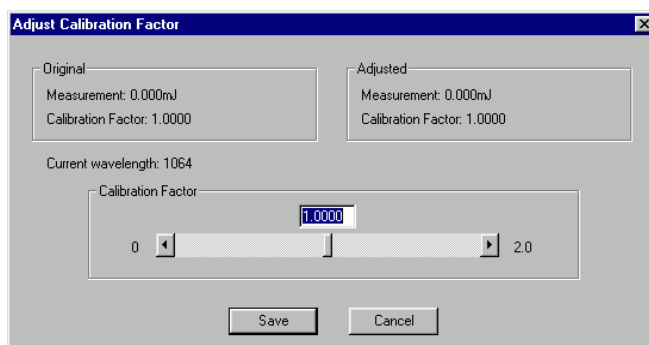 Adjust Calibration Factor
Original
Measurement: 0.000mJ
Calibration Factor: 1.0000
Adjusted
Measurement: 0.000mJ
Calibration Factor: 1.0000
Current wavelength: 1064
Calibration Factor
1.0000
0 2.0
Save Cancel